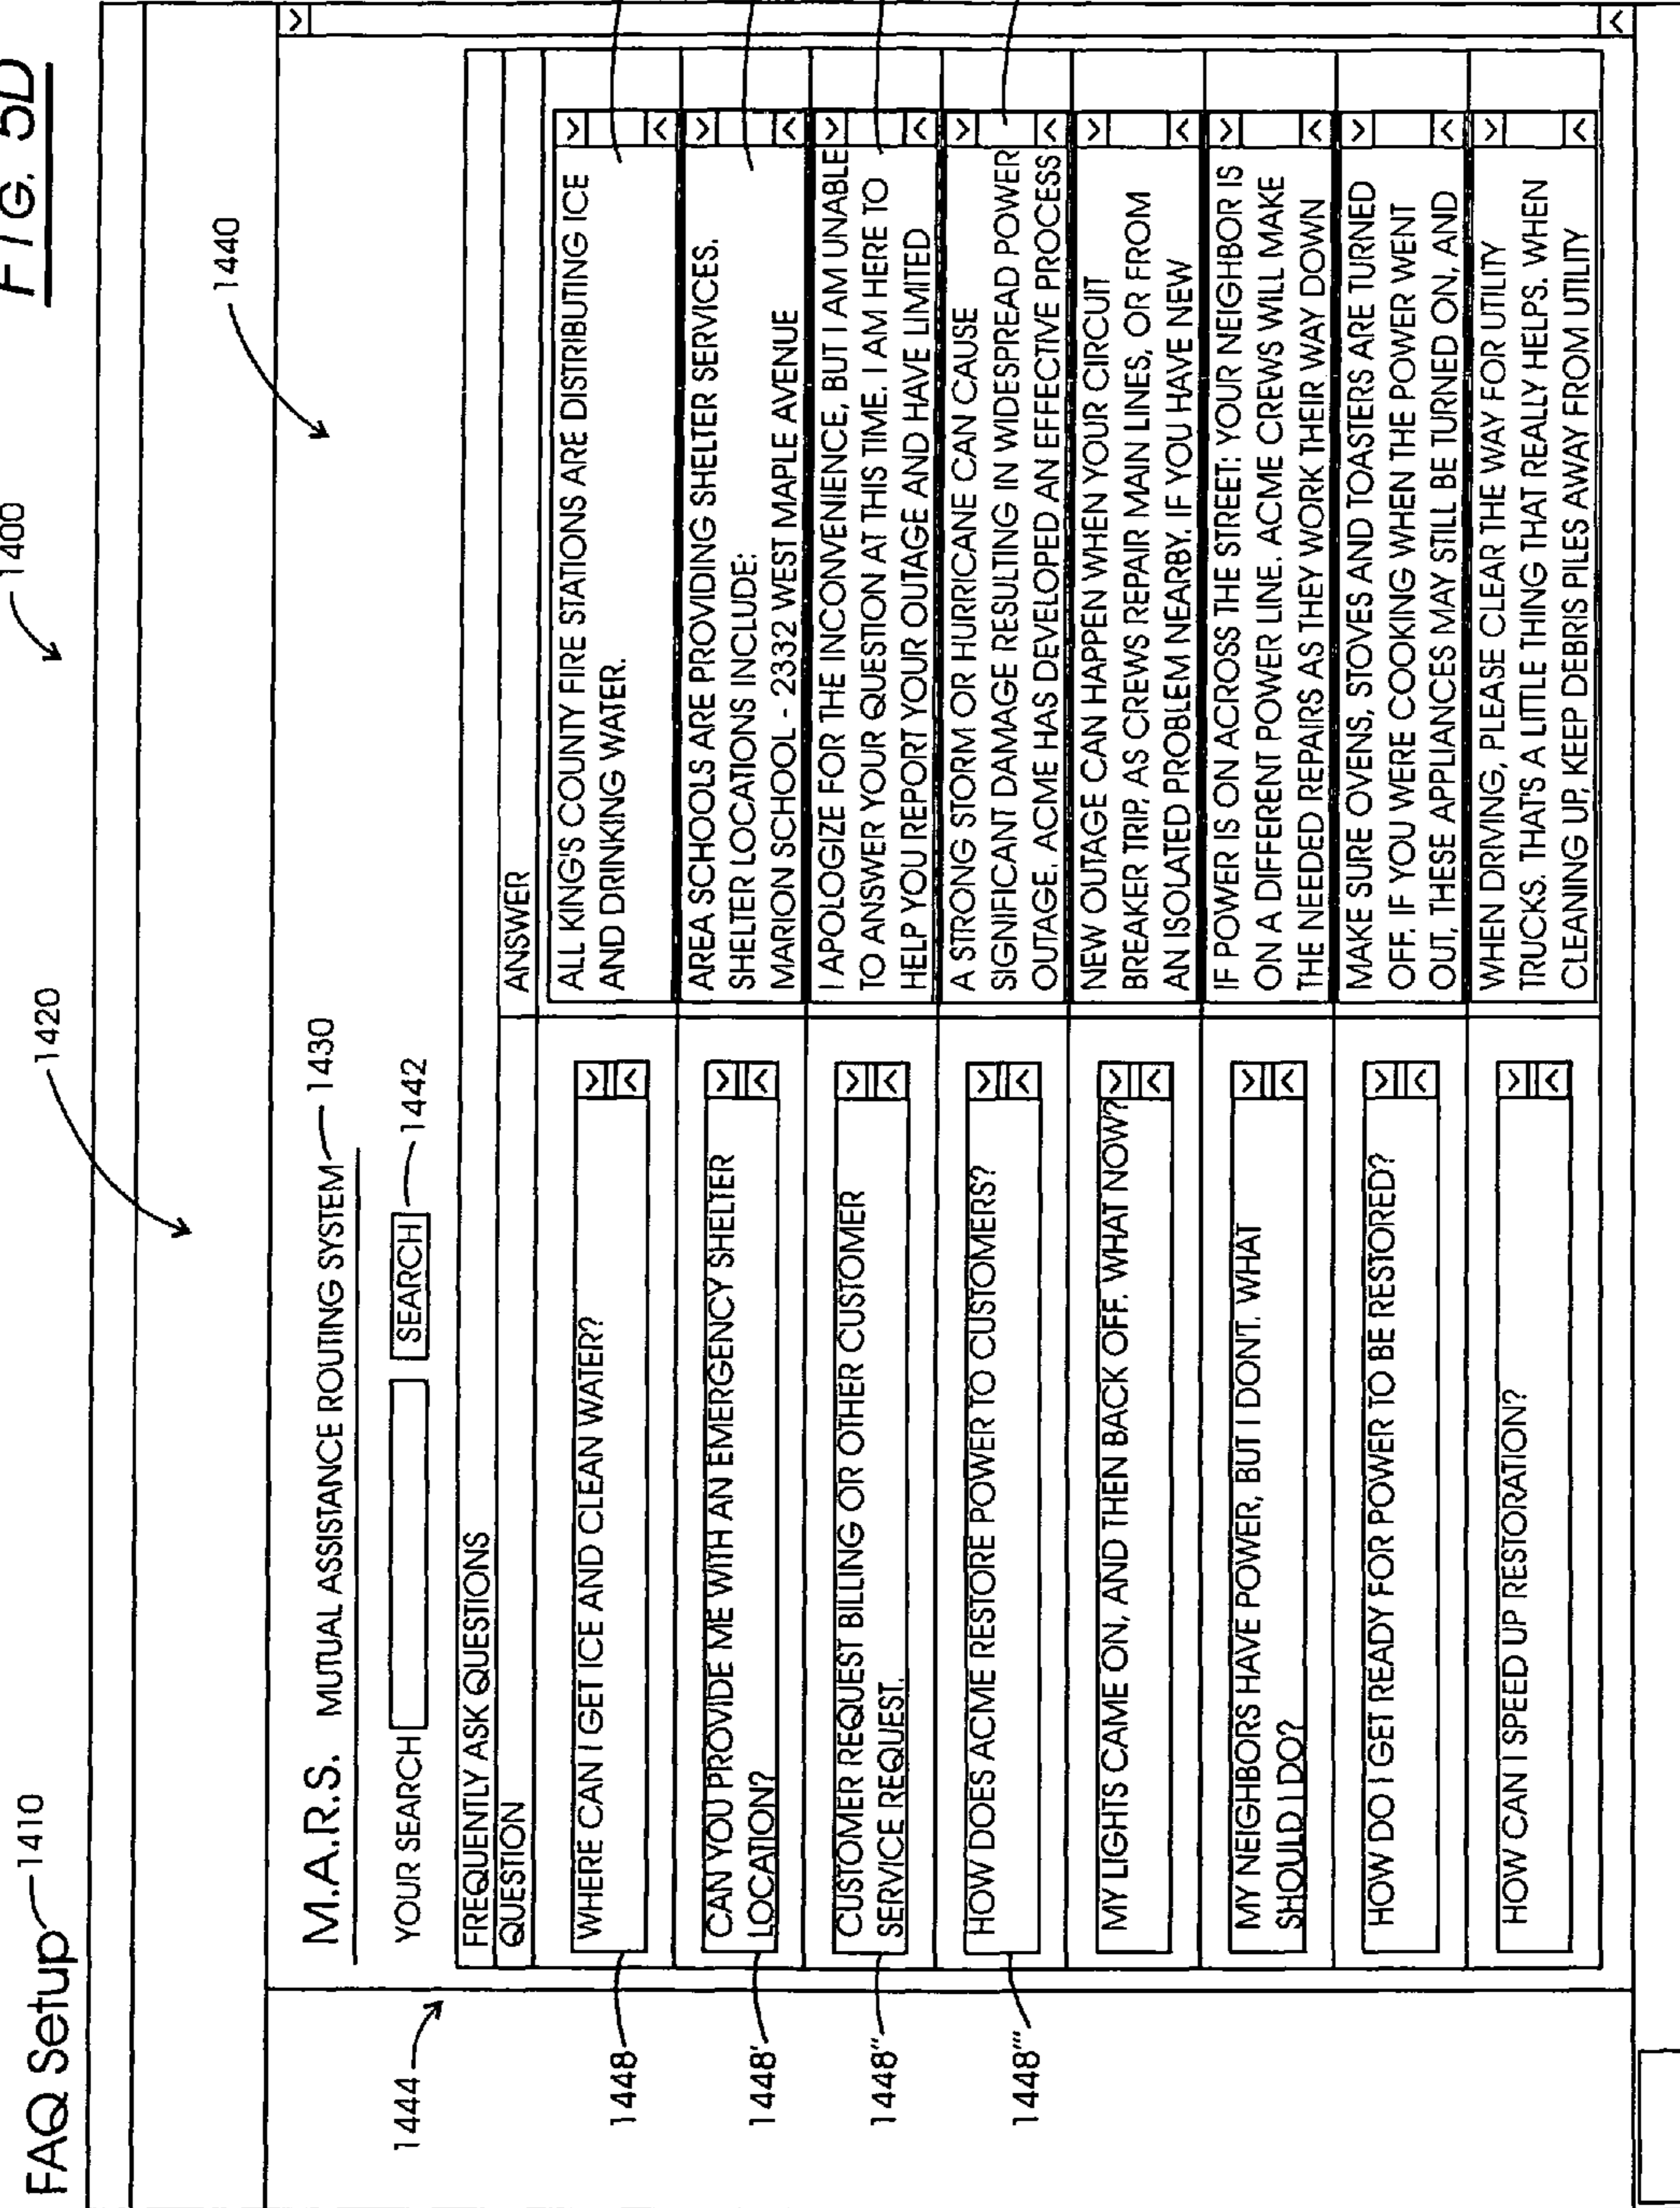 FIG. 5D
FAQ Setup 1410
1400
1420
1440
M.A.R.S. MUTUAL ASSISTANCE ROUTING SYSTEM 1430
YOUR SEARCH SEARCH 1442
1444
FREQUENTLY ASK QUESTIONS
QUESTION ANSWER
1448
WHERE CAN I GET ICE AND CLEAN WATER?
ALL KING'S COUNTY FIRE STATIONS ARE DISTRIBUTING ICE
AND DRINKING WATER.
1448'
CAN YOU PROVIDE ME WITH AN EMERGENCY SHELTER
LOCATION?
AREA SCHOOLS ARE PROVIDING SHELTER SERVICES.
SHELTER LOCATIONS INCLUDE:
MARION SCHOOL - 2332 WEST MAPLE AVENUE
1448"
CUSTOMER REQUEST BILLING OR OTHER CUSTOMER
SERVICE REQUEST.
I APOLOGIZE FOR THE INCONVENIENCE, BUT I AM UNABLE
TO ANSWER YOUR QUESTION AT THIS TIME. I AM HERE TO
HELP YOU REPORT YOUR OUTAGE AND HAVE LIMITED
1448"'
HOW DOES ACME RESTORE POWER TO CUSTOMERS?
A STRONG STORM OR HURRICANE CAN CAUSE
SIGNIFICANT DAMAGE RESULTING IN WIDESPREAD POWER
OUTAGE. ACME HAS DEVELOPED AN EFFECTIVE PROCESS
MY LIGHTS CAME ON, AND THEN BACK OFF. WHAT NOW?
NEW OUTAGE CAN HAPPEN WHEN YOUR CIRCUIT
BREAKER TRIP, AS CREWS REPAIR MAIN LINES, OR FROM
AN ISOLATED PROBLEM NEARBY. IF YOU HAVE NEW
MY NEIGHBORS HAVE POWER, BUT I DONT. WHAT
SHOULD I DO?
IF POWER IS ON ACROSS THE STREET: YOUR NEIGHBOR IS
ON A DIFFERENT POWER LINE. ACME CREWS WILL MAKE
THE NEEDED REPAIRS AS THEY WORK THEIR WAY DOWN
HOW DO I GET READY FOR POWER TO BE RESTORED?
MAKE SURE OVENS, STOVES AND TOASTERS ARE TURNED
OFF. IF YOU WERE COOKING WHEN THE POWER WENT
OUT, THESE APPLIANCES MAY STILL BE TURNED ON, AND
HOW CAN I SPEED UP RESTORATION?
WHEN DRIVING, PLEASE CLEAR THE WAY FOR UTILITY
TRUCKS. THATS A LITTLE THING THAT REALLY HELPS. WHEN
CLEANING UP, KEEP DEBRIS PILES AWAY FROM UTILITY